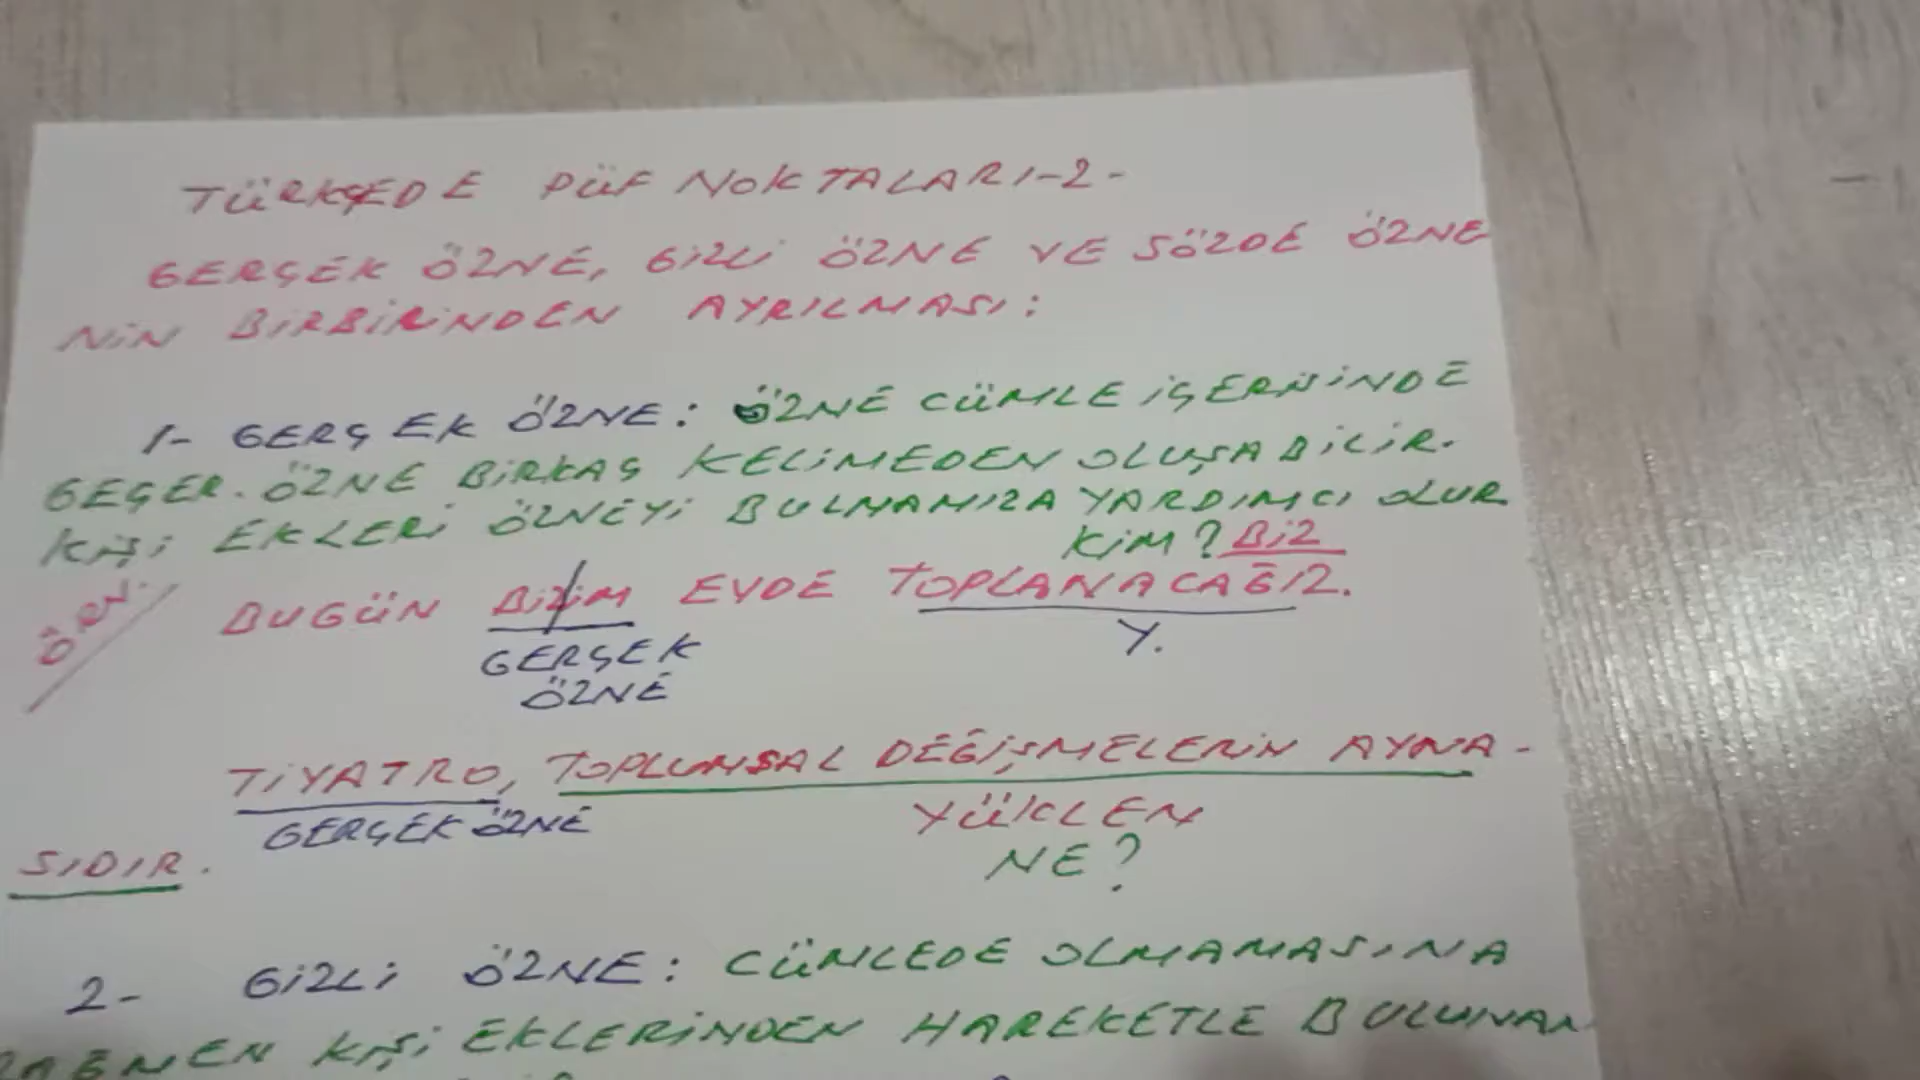 TÜRKÇEDE PÜF NOKTALARI-2-
GERÇEK ÖZNE, GİZLİ ÖZNE VE SÖZDE ÖZNE
NİN BİRBİRİNDEN AYRILMASI:
1- GERÇEK ÖZNE: ÖZNE CÜMLE İÇERİSİNDE
GEÇER. ÖZNE BİRKAÇ KELİMEDEN OLUŞABİLİR.
KİŞİ EKLERİ ÖZNEYİ BULMAMIZA YARDIMCI OLUR
KİM? BİZ
ÖRN.
BUGÜN BİZİM EVDE TOPLANACAĞIZ.
GERÇEK
ÖZNE
Y.
TİYATRO, TOPLUMSAL DEĞİŞMELERİN AYNA-
GERÇEK ÖZNE
YÜKLEM
NE?
SIDIR.
2- GİZLİ ÖZNE: CÜMLEDE OLMAMASINA
RAĞMEN KİŞİ EKLERİNDEN HAREKETLE BULUNAN